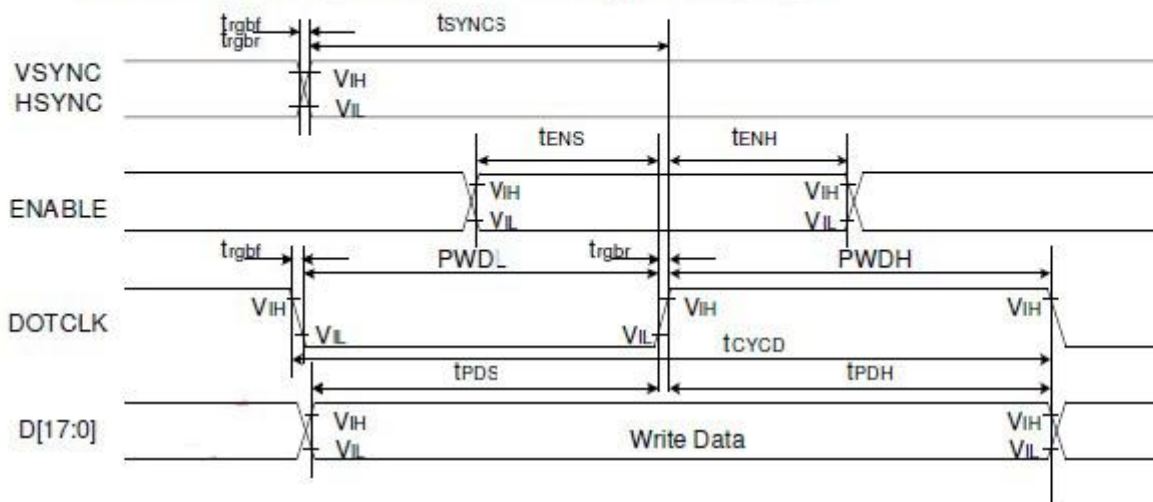 trgbf
trgbr
tSYNCS
VSYNC
HSYNC
VIH
VIL
tENS
tENH
ENABLE
VIH
VIL
VIH
VIL
trgbf
PWDL
trgbr
PWDH
DOTCLK
VIH
VIL
VIL
VIH
VIH
tCYCD
tPDS
tPDH
D[17:0]
VIH
VIL
Write Data
VIH
VIL